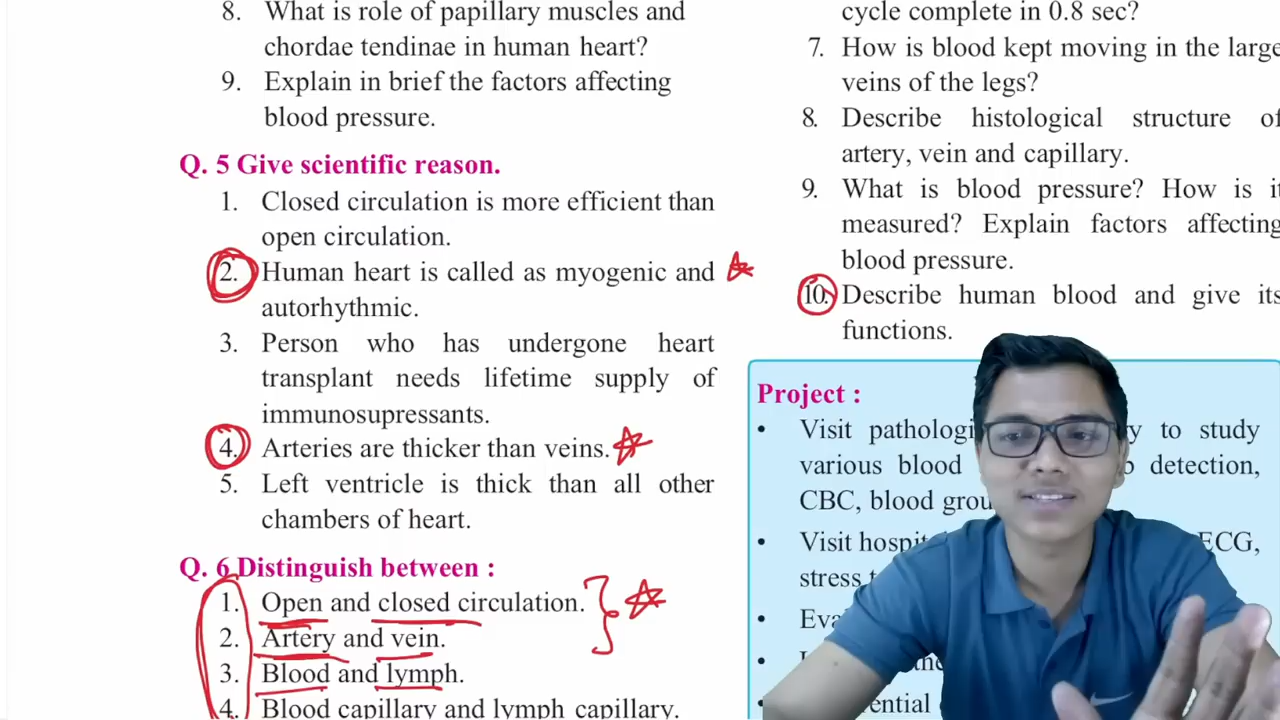 8. What is role of papillary muscles and
chordae tendinae in human heart?
9. Explain in brief the factors affecting
blood pressure.
Q. 5 Give scientific reason.
1. Closed circulation is more efficient than
open circulation.
2. Human heart is called as myogenic and
autorhythmic.
3. Person who has undergone heart
transplant needs lifetime supply of
immunosupressants.
4. Arteries are thicker than veins.
5. Left ventricle is thick than all other
chambers of heart.
Q. 6 Distinguish between :
1. Open and closed circulation.
2. Artery and vein.
3. Blood and lymph.
4. Blood capillary and lymph capillary.
cycle complete in 0.8 sec?
7. How is blood kept moving in the large
veins of the legs?
8. Describe histological structure of
artery, vein and capillary.
9. What is blood pressure? How is it
measured? Explain factors affecting
blood pressure.
10. Describe human blood and give its
functions.
Project :
• Visit to study
various blood detection,
CBC, blood
• Visit ECG,
stress
•
•
•